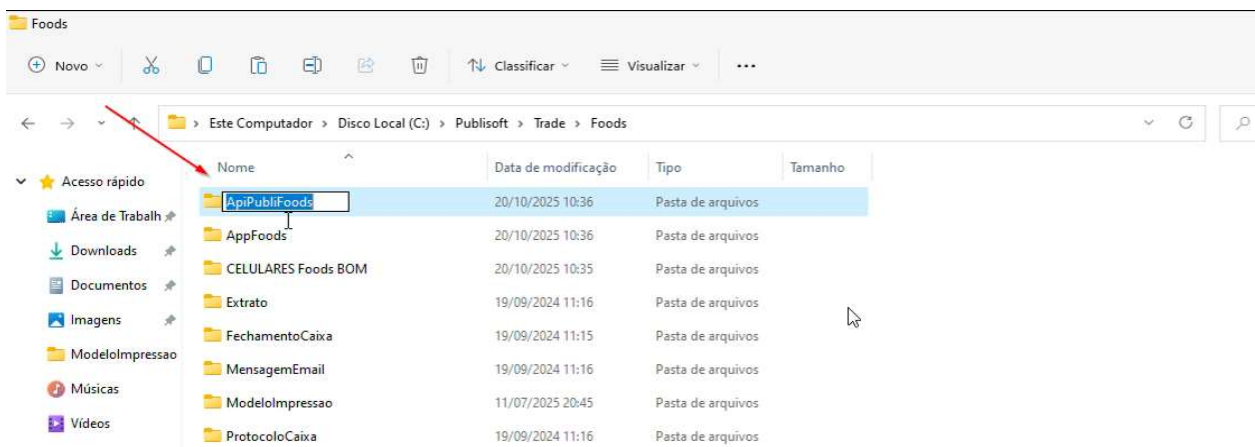 Foods
Novo Classificar Visualizar
Este Computador > Disco Local (C:) > Publisoft > Trade > Foods
Nome Data de modificação Tipo Tamanho
Acesso rápido
Área de Trabalh
Downloads
Documentos
Imagens
ModeloImpressao
Músicas
Vídeos
ApiPubliFoods 20/10/2025 10:36 Pasta de arquivos
AppFoods 20/10/2025 10:36 Pasta de arquivos
CELULARES Foods BOM 20/10/2025 10:35 Pasta de arquivos
Extrato 19/09/2024 11:16 Pasta de arquivos
FechamentoCaixa 19/09/2024 11:15 Pasta de arquivos
MensagemEmail 19/09/2024 11:16 Pasta de arquivos
ModeloImpressao 11/07/2025 20:45 Pasta de arquivos
ProtocoloCaixa 19/09/2024 11:16 Pasta de arquivos